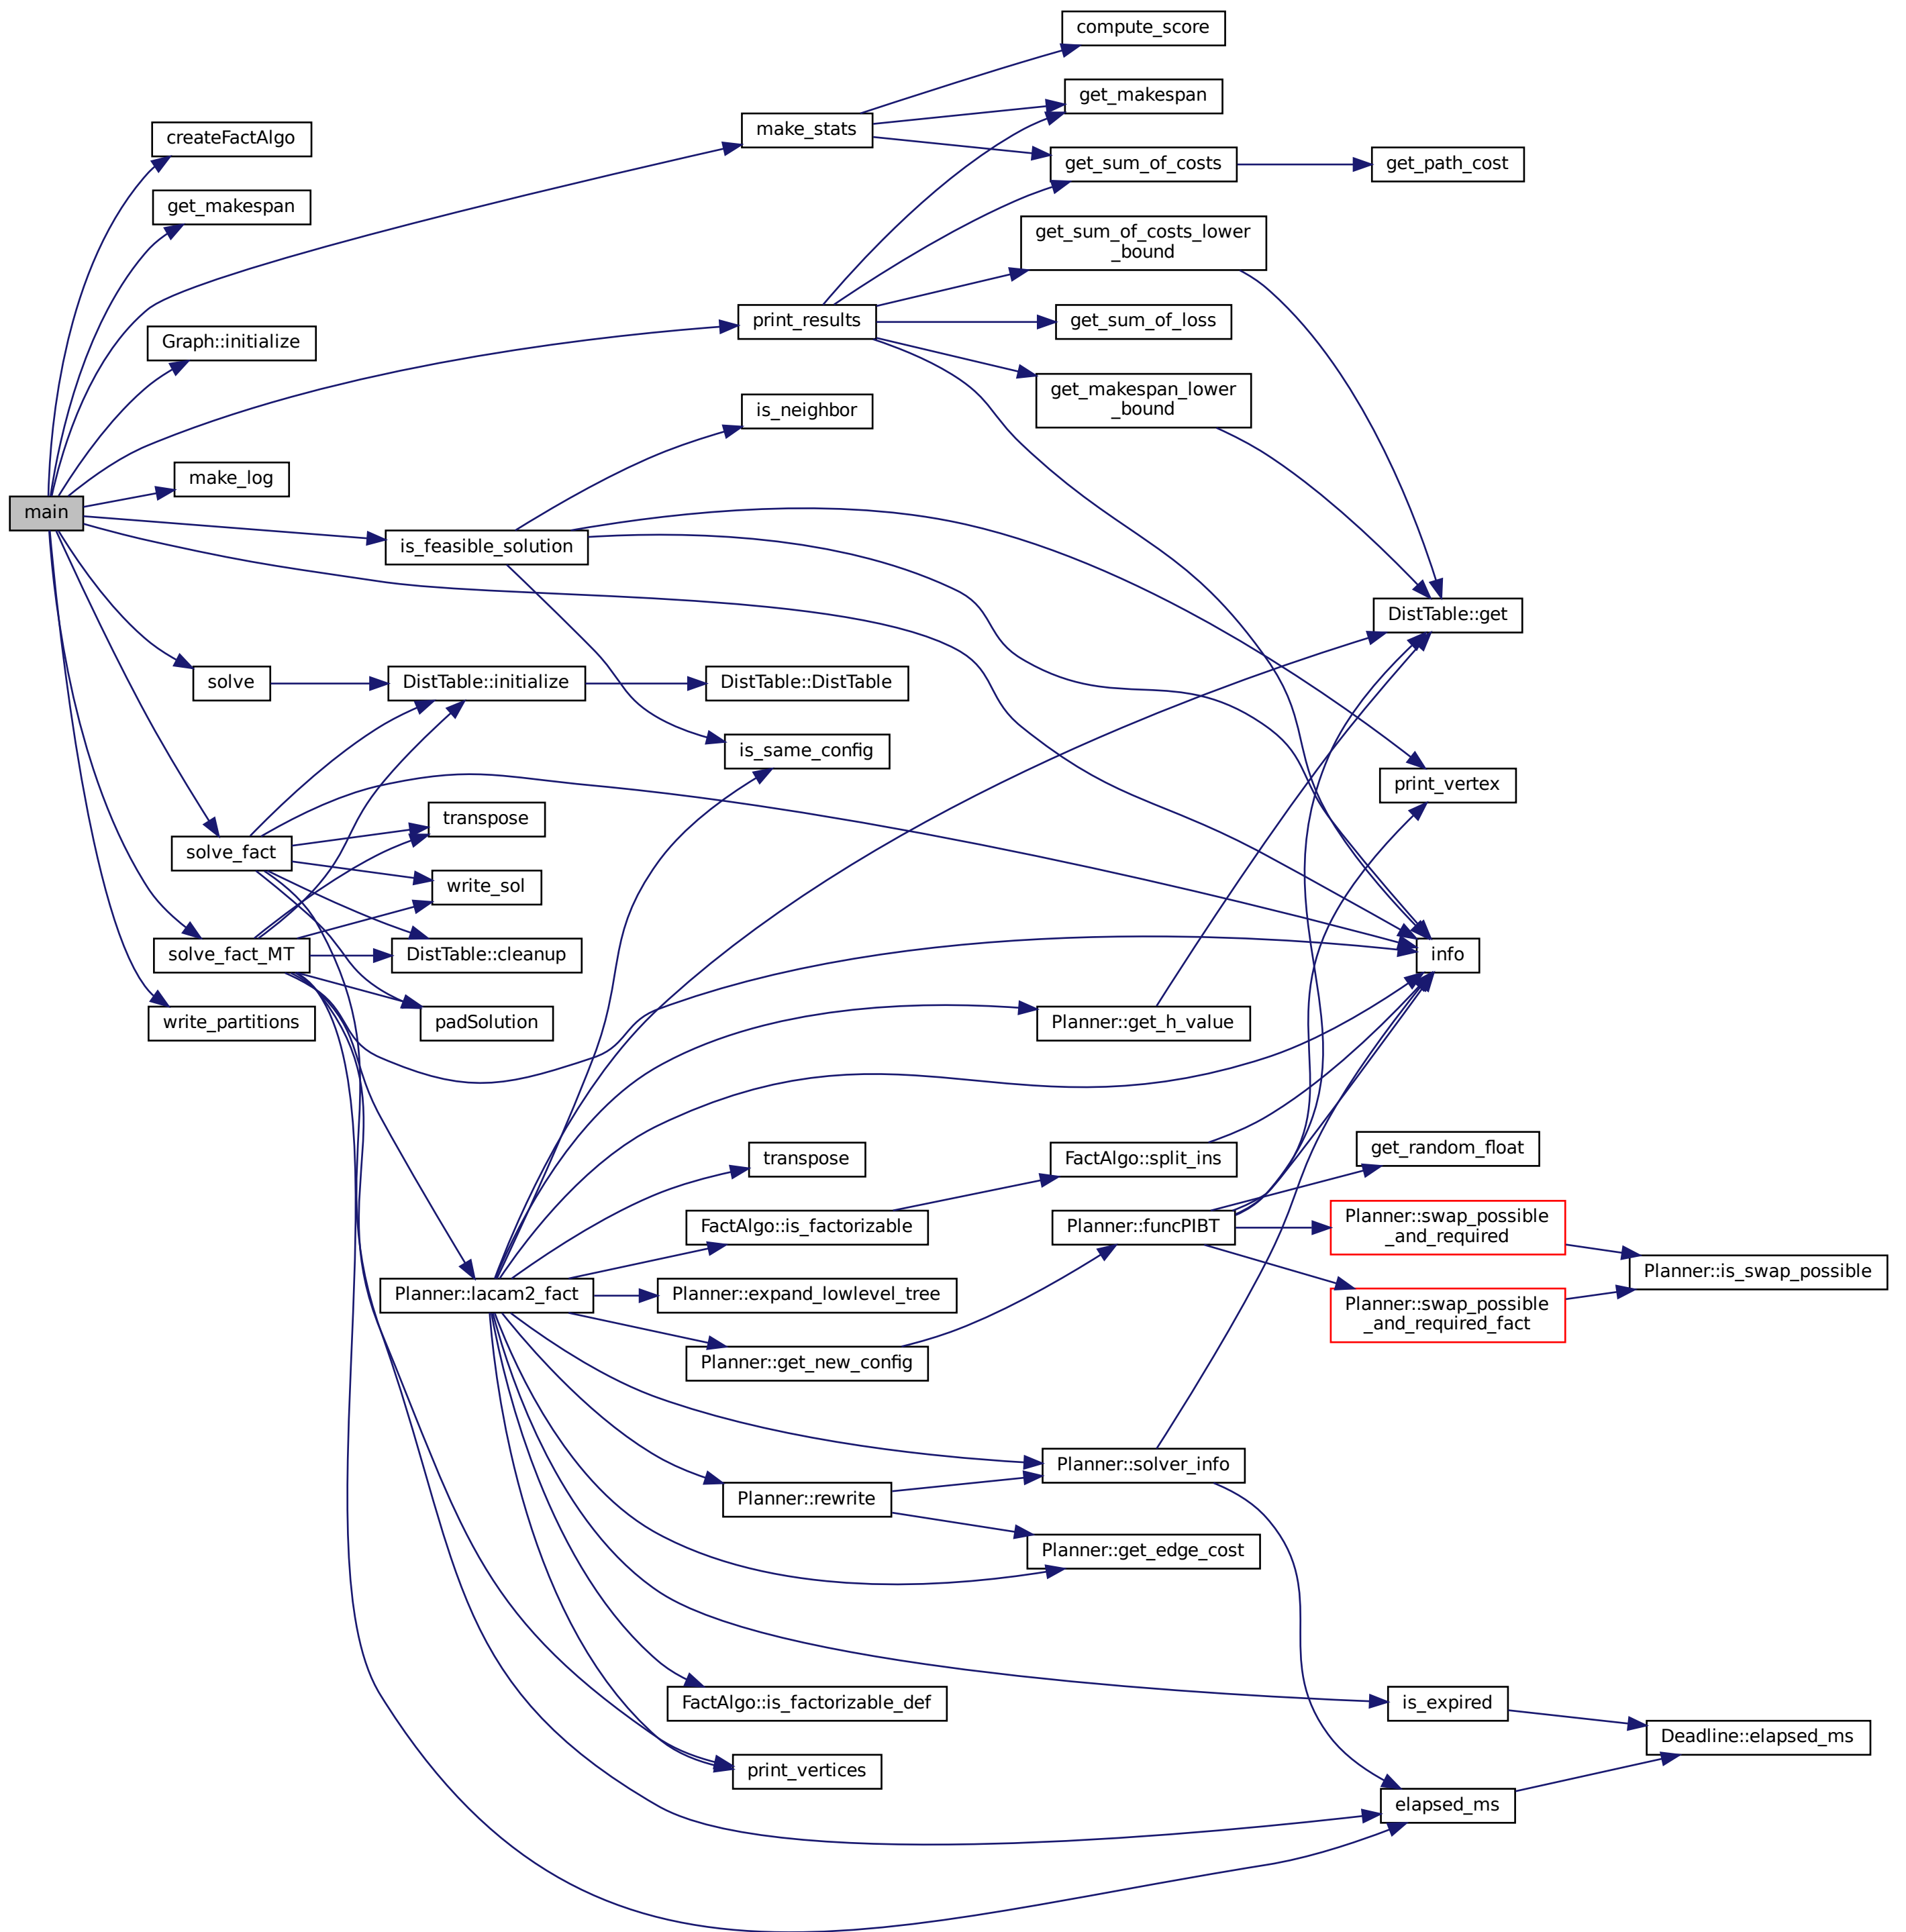 compute_score
get_makespan
make_stats
createFactAlgo
get_sum_of_costs
get_path_cost
get_makespan
get_sum_of_costs_lower
_bound
print_results
get_sum_of_loss
Graph::initialize
get_makespan_lower
_bound
is_neighbor
make_log
main
is_feasible_solution
DistTable::get
solve
DistTable::initialize
DistTable::DistTable
is_same_config
print_vertex
transpose
solve_fact
write_sol
solve_fact_MT
DistTable::cleanup
info
write_partitions
padSolution
Planner::get_h_value
transpose
FactAlgo::split_ins
get_random_float
FactAlgo::is_factorizable
Planner::funcPIBT
Planner::swap_possible
_and_required
Planner::is_swap_possible
Planner::lacam2_fact
Planner::expand_lowlevel_tree
Planner::swap_possible
_and_required_fact
Planner::get_new_config
Planner::solver_info
Planner::rewrite
Planner::get_edge_cost
FactAlgo::is_factorizable_def
is_expired
Deadline::elapsed_ms
print_vertices
elapsed_ms